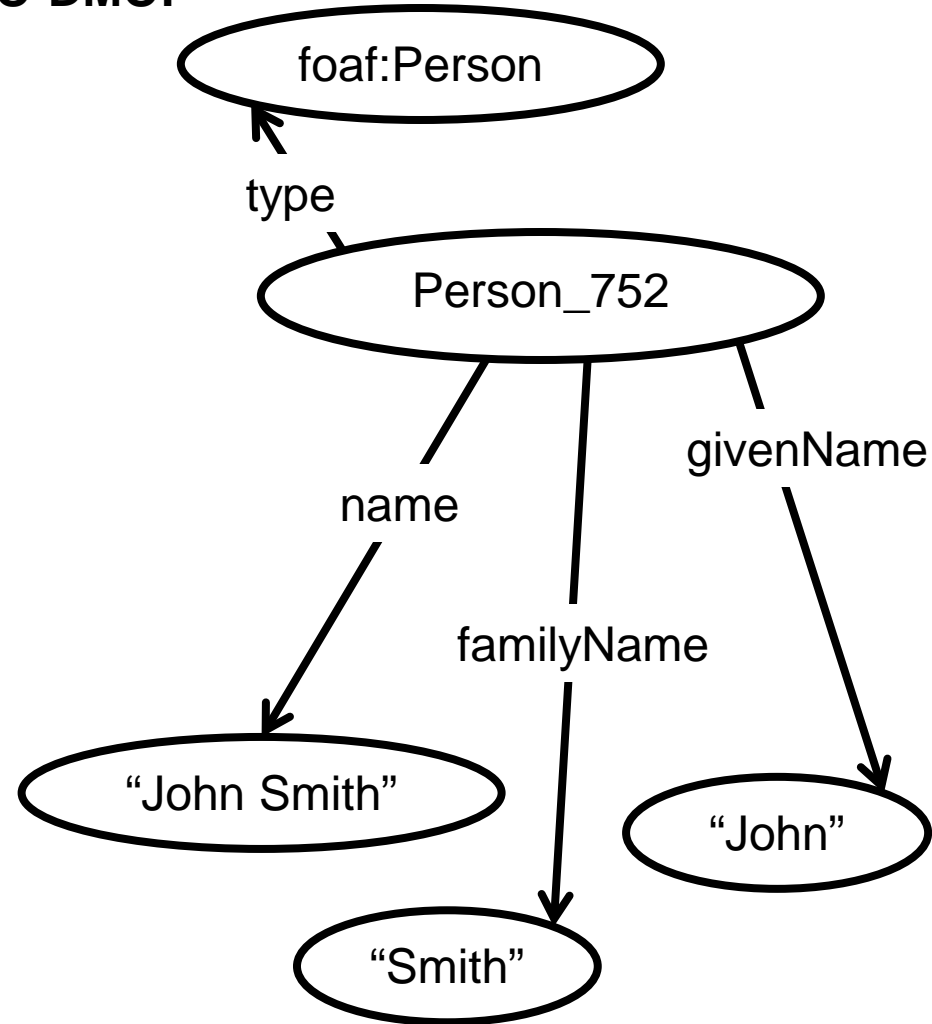 foaf:Person
type
Person_752
givenName
name
familyName
“John Smith”
“John”
“Smith”